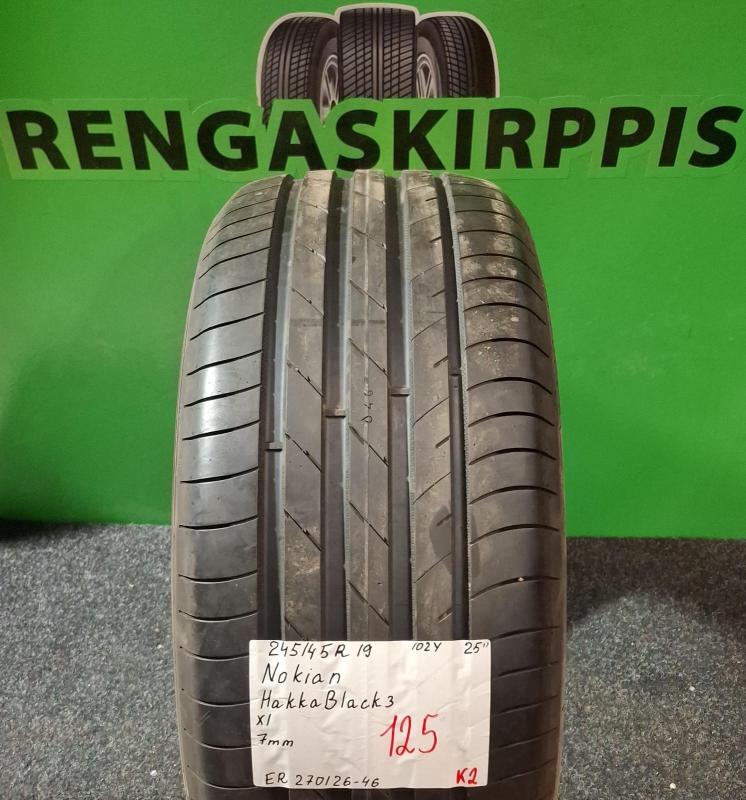 RENGASKIRPPIS
245/45R 19 102Y 25"
Nokian
HakkaBlack3
Xl
7mm
125
ER 270126-46 K2